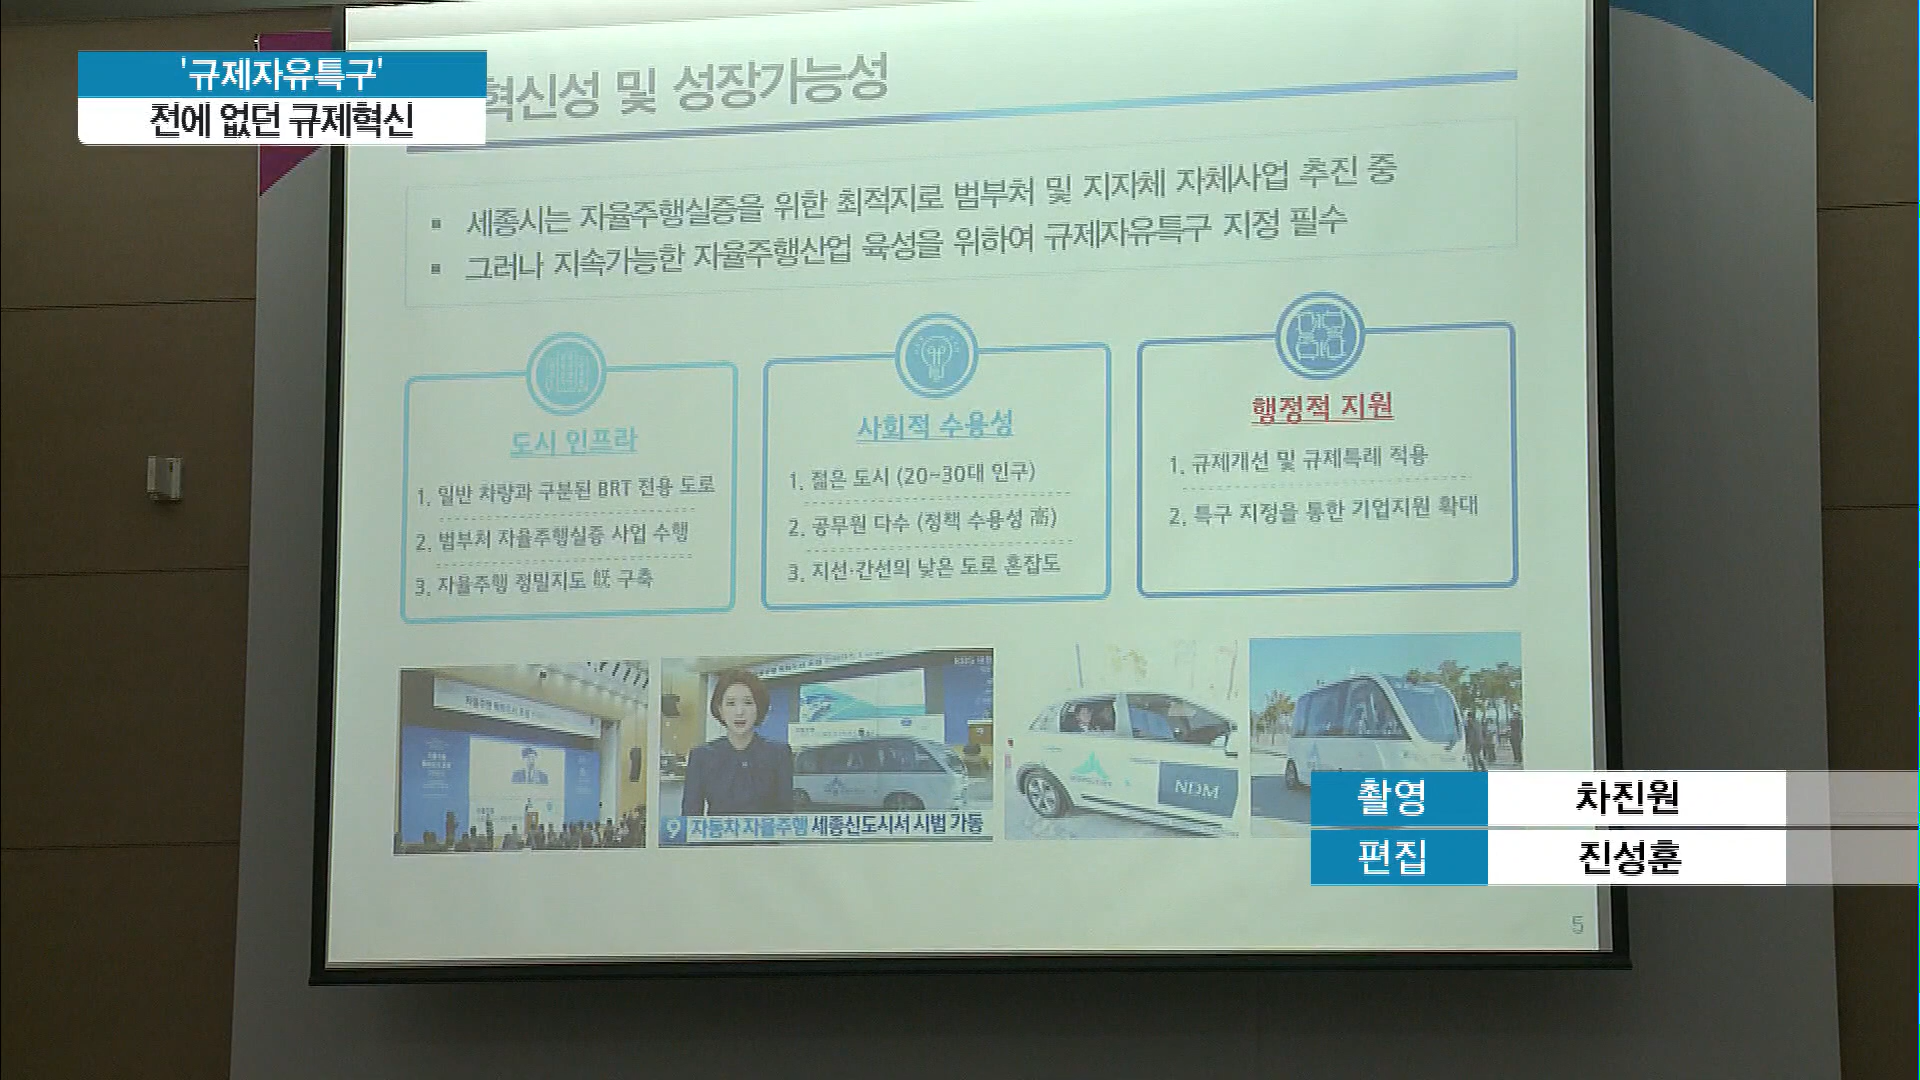 '규제자유특구'
전에 없던 규제혁신
혁신성 및 성장가능성
▪ 세종시는 자율주행실증을 위한 최적지로 범부처 및 지자체 자체사업 추진 중
▪ 그러나 지속가능한 자율주행산업 육성을 위하여 규제자유특구 지정 필수
도시 인프라
1. 일반 차량과 구분된 BRT 전용 도로
2. 범부처 자율주행실증 사업 수행
3. 자율주행 정밀지도 旣 구축
사회적 수용성
1. 젊은 도시 (20~30대 인구)
2. 공무원 다수 (정책 수용성 高)
3. 지선·간선의 낮은 도로 혼잡도
행정적 지원
1. 규제개선 및 규제특례 적용
2. 특구 지정을 통한 기업지원 확대
9 자동차 자율주행 세종신도시서 시범 가동
NDM
촬영 차진원
편집 진성훈
5